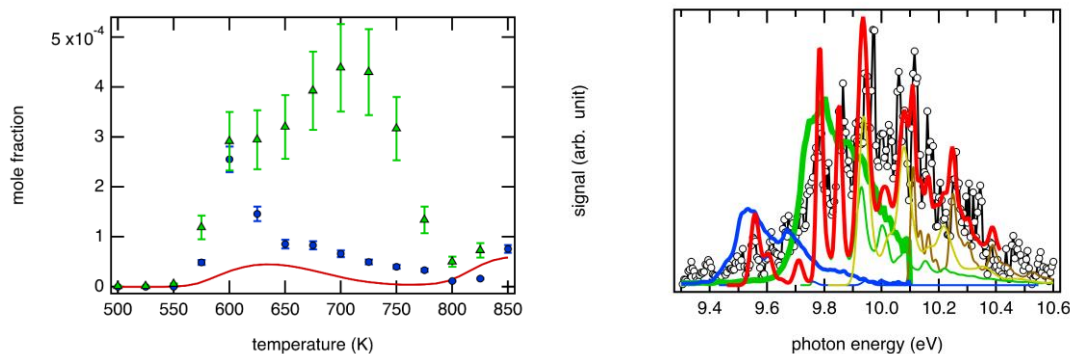 5 x10⁻⁴
4
3
2
1
0
mole fraction
500 550 600 650 700 750 800 850
temperature (K)
signal (arb. unit)
9.4 9.6 9.8 10.0 10.2 10.4 10.6
photon energy (eV)